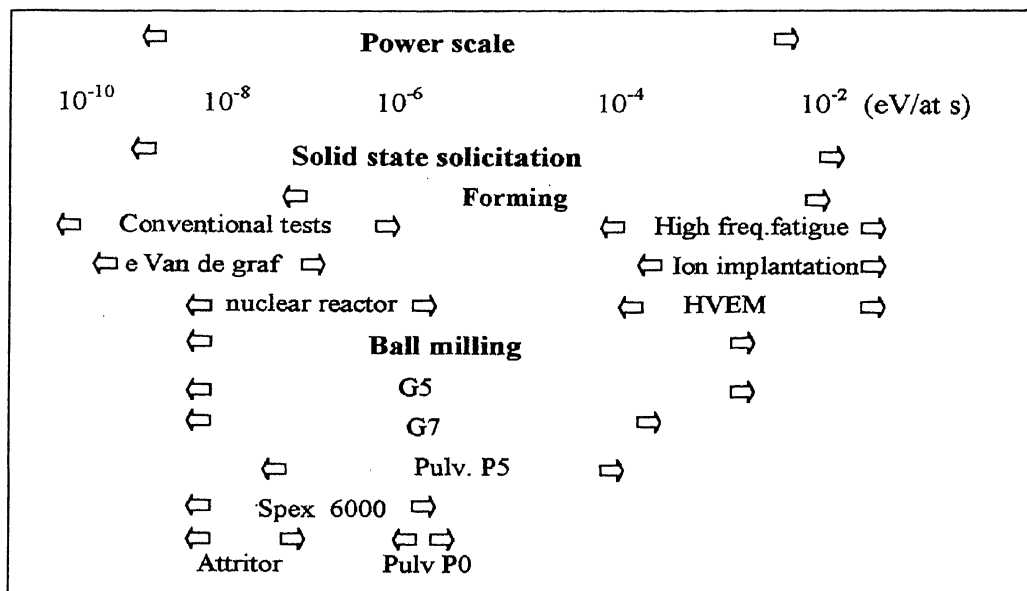 Power scale
10⁻¹⁰ 10⁻⁸ 10⁻⁶ 10⁻⁴ 10⁻² (eV/at s)
Solid state solicitation
Forming
Conventional tests High freq.fatigue
e Van de graf Ion implantation
nuclear reactor HVEM
Ball milling
G5
G7
Pulv. P5
Spex 6000
Attritor Pulv P0